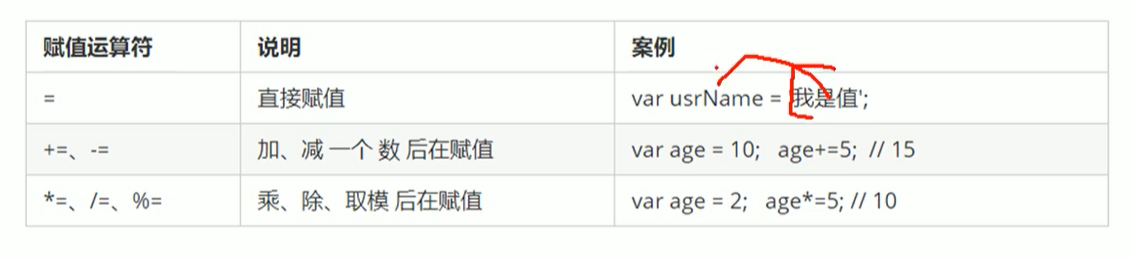 赋值运算符 说明 案例
= 直接赋值 var usrName = '我是值';
+=、-= 加、减 一个 数 后在赋值 var age = 10; age+=5; // 15
*=、/=、%= 乘、除、取模 后在赋值 var age = 2; age*=5; // 10